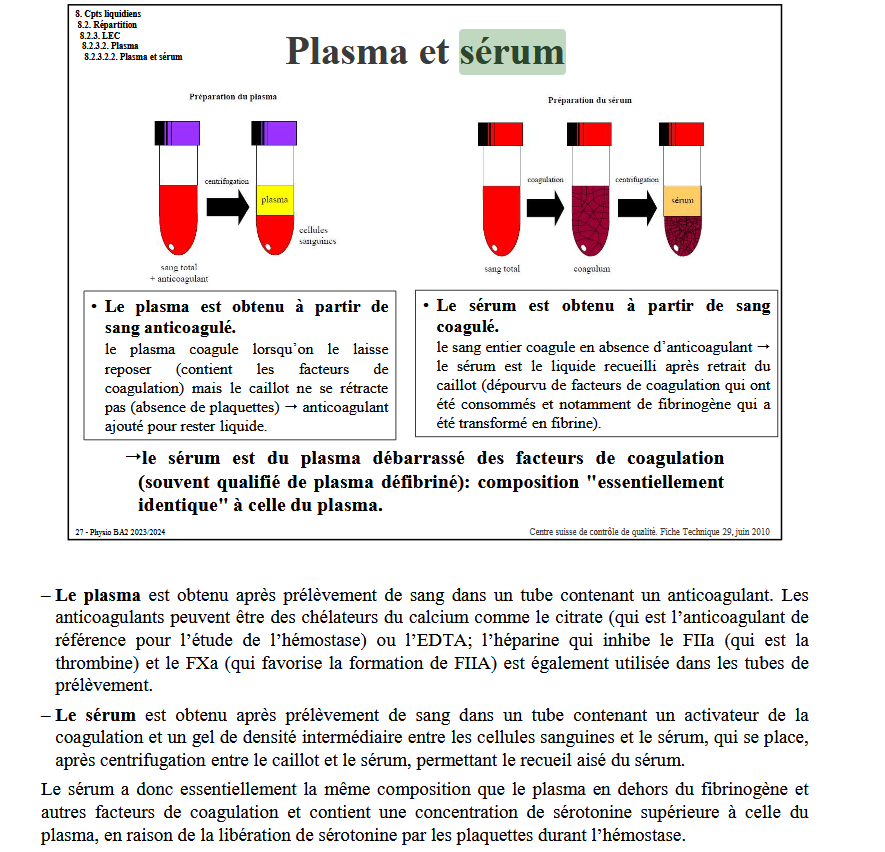 8. Cpts liquidiens
8.2. Répartition
8.2.3. LEC
8.2.3.2. Plasma
8.2.3.2.2. Plasma et sérum
Plasma et sérum
Préparation du plasma
centrifugation
plasma
cellules
sanguines
sang total
+ anticoagulant
Préparation du sérum
coagulation
centrifugation
sérum
sang total
coagulum
• Le plasma est obtenu à partir de
sang anticoagulé.
le plasma coagule lorsqu'on le laisse
reposer (contient les facteurs de
coagulation) mais le caillot ne se rétracte
pas (absence de plaquettes) → anticoagulant
ajouté pour rester liquide.
• Le sérum est obtenu à partir de sang
coagulé.
le sang entier coagule en absence d'anticoagulant →
le sérum est le liquide recueilli après retrait du
caillot (dépourvu de facteurs de coagulation qui ont
été consommés et notamment de fibrinogène qui a
été transformé en fibrine).
→le sérum est du plasma débarrassé des facteurs de coagulation
(souvent qualifié de plasma défibriné): composition "essentiellement
identique" à celle du plasma.
27 - Physio BA2 2023/2024
Centre suisse de contrôle de qualité. Fiche Technique 29, juin 2010
– Le plasma est obtenu après prélèvement de sang dans un tube contenant un anticoagulant. Les
anticoagulants peuvent être des chélateurs du calcium comme le citrate (qui est l'anticoagulant de
référence pour l'étude de l'hémostase) ou l'EDTA; l'héparine qui inhibe le FIIa (qui est la
thrombine) et le FXa (qui favorise la formation de FIIA) est également utilisée dans les tubes de
prélèvement.
– Le sérum est obtenu après prélèvement de sang dans un tube contenant un activateur de la
coagulation et un gel de densité intermédiaire entre les cellules sanguines et le sérum, qui se place,
après centrifugation entre le caillot et le sérum, permettant le recueil aisé du sérum.
Le sérum a donc essentiellement la même composition que le plasma en dehors du fibrinogène et
autres facteurs de coagulation et contient une concentration de sérotonine supérieure à celle du
plasma, en raison de la libération de sérotonine par les plaquettes durant l'hémostase.